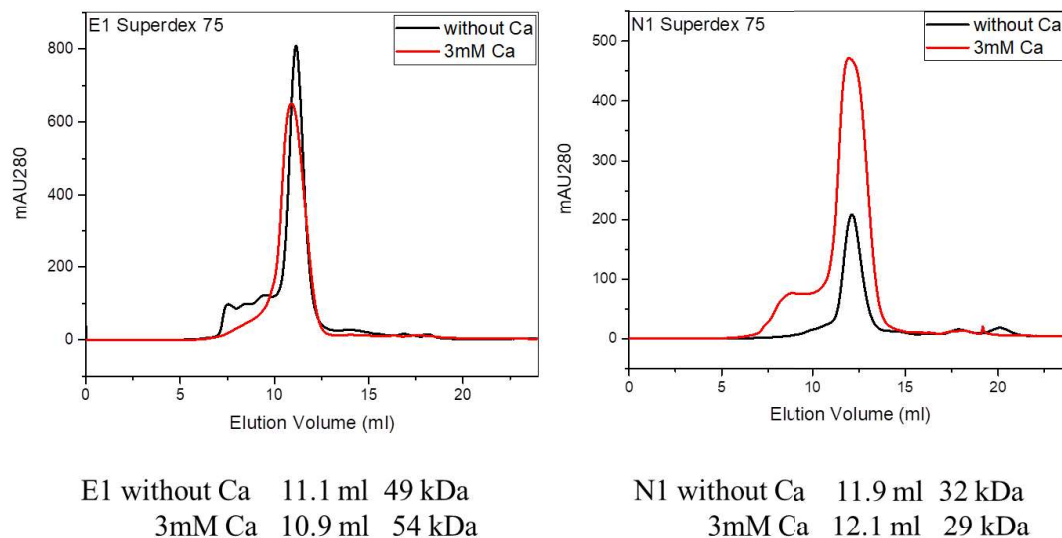 E1 Superdex 75
without Ca
3mM Ca
800
600
400
200
0
mAU280
0 5 10 15 20
Elution Volume (ml)
N1 Superdex 75
without Ca
3mM Ca
500
400
300
200
100
0
mAU280
0 5 10 15 20
Elution Volume (ml)
E1 without Ca 11.1 ml 49 kDa
3mM Ca 10.9 ml 54 kDa
N1 without Ca 11.9 ml 32 kDa
3mM Ca 12.1 ml 29 kDa